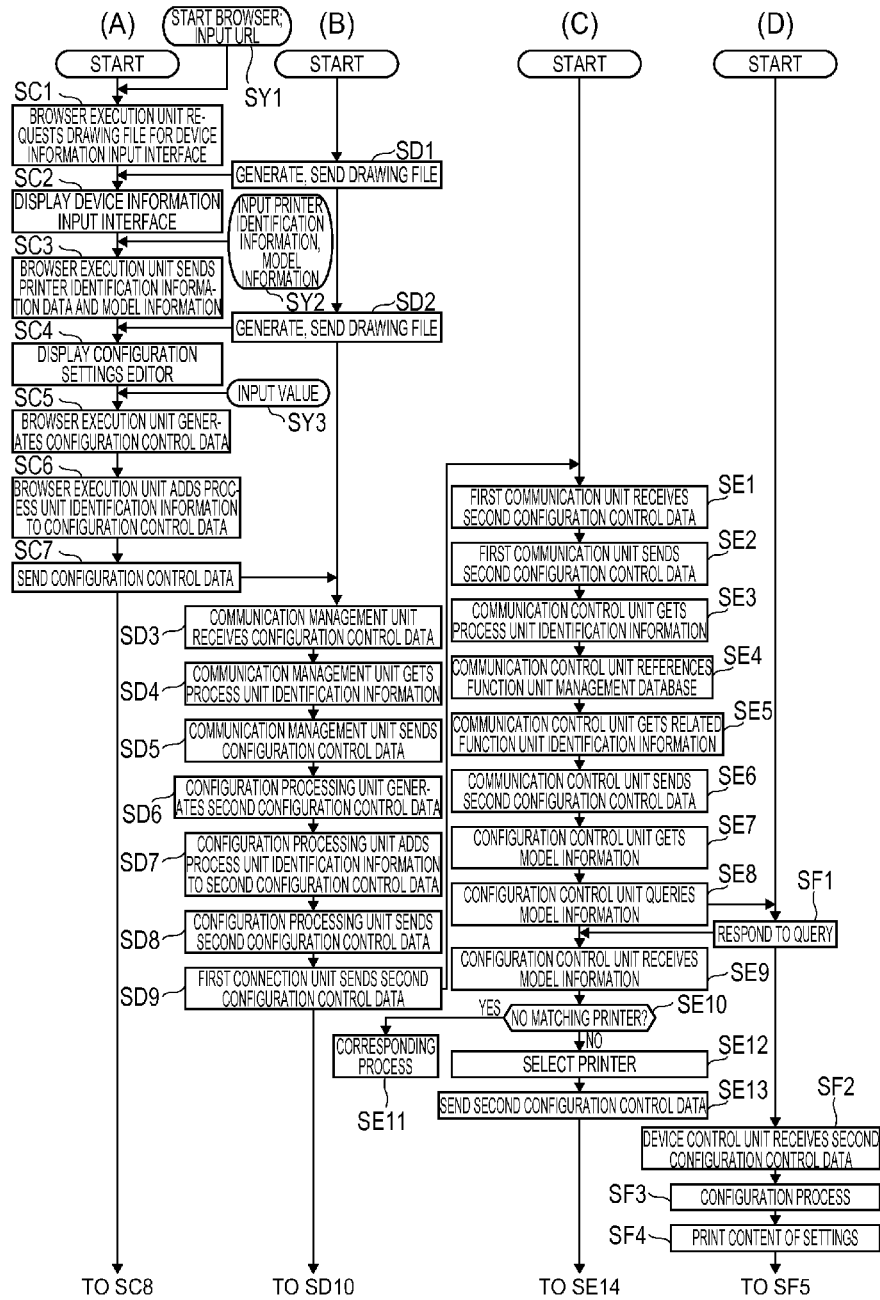 (A)
START BROWSER;
INPUT URL
(B)
(C)
(D)
START
START
START
START
SY1
SC1
BROWSER EXECUTION UNIT RE-
QUESTS DRAWING FILE FOR DEVICE
INFORMATION INPUT INTERFACE
SD1
GENERATE, SEND DRAWING FILE
SC2
DISPLAY DEVICE INFORMATION
INPUT INTERFACE
INPUT PRINTER
IDENTIFICATION
INFORMATION,
MODEL
INFORMATION
SY2
SC3
BROWSER EXECUTION UNIT SENDS
PRINTER IDENTIFICATION INFORMA-
TION DATA AND MODEL INFORMATION
SD2
GENERATE, SEND DRAWING FILE
SC4
DISPLAY CONFIGURATION
SETTINGS EDITOR
INPUT VALUE
SY3
SC5
BROWSER EXECUTION UNIT GENER-
ATES CONFIGURATION CONTROL DATA
SC6
BROWSER EXECUTION UNIT ADDS PROC-
ESS UNIT IDENTIFICATION INFORMATION
TO CONFIGURATION CONTROL DATA
SC7
SEND CONFIGURATION CONTROL DATA
SD3
COMMUNICATION MANAGEMENT UNIT
RECEIVES CONFIGURATION CONTROL DATA
SD4
COMMUNICATION MANAGEMENT UNIT GETS
PROCESS UNIT IDENTIFICATION INFORMATION
SD5
COMMUNICATION MANAGEMENT UNIT SENDS
CONFIGURATION CONTROL DATA
SD6
CONFIGURATION PROCESSING UNIT GENER-
ATES SECOND CONFIGURATION CONTROL DATA
SD7
CONFIGURATION PROCESSING UNIT ADDS
PROCESS UNIT IDENTIFICATION INFORMATION
TO SECOND CONFIGURATION CONTROL DATA
SD8
CONFIGURATION PROCESSING UNIT SENDS
SECOND CONFIGURATION CONTROL DATA
SD9
FIRST CONNECTION UNIT SENDS SECOND
CONFIGURATION CONTROL DATA
SE1
FIRST COMMUNICATION UNIT RECEIVES
SECOND CONFIGURATION CONTROL DATA
SE2
FIRST COMMUNICATION UNIT SENDS
SECOND CONFIGURATION CONTROL DATA
SE3
COMMUNICATION CONTROL UNIT GETS
PROCESS UNIT IDENTIFICATION INFORMATION
SE4
COMMUNICATION CONTROL UNIT REFERENCES
FUNCTION UNIT MANAGEMENT DATABASE
SE5
COMMUNICATION CONTROL UNIT GETS RELATED
FUNCTION UNIT IDENTIFICATION INFORMATION
SE6
COMMUNICATION CONTROL UNIT SENDS
SECOND CONFIGURATION CONTROL DATA
SE7
CONFIGURATION CONTROL UNIT GETS
MODEL INFORMATION
SE8
CONFIGURATION CONTROL UNIT QUERIES
MODEL INFORMATION
SF1
RESPOND TO QUERY
SE9
CONFIGURATION CONTROL UNIT RECEIVES
MODEL INFORMATION
SE10
YES
NO MATCHING PRINTER?
NO
CORRESPONDING
PROCESS
SE11
SE12
SELECT PRINTER
SE13
SEND SECOND CONFIGURATION CONTROL DATA
SF2
DEVICE CONTROL UNIT RECEIVES SECOND
CONFIGURATION CONTROL DATA
SF3
CONFIGURATION PROCESS
SF4
PRINT CONTENT OF SETTINGS
TO SC8
TO SD10
TO SE14
TO SF5